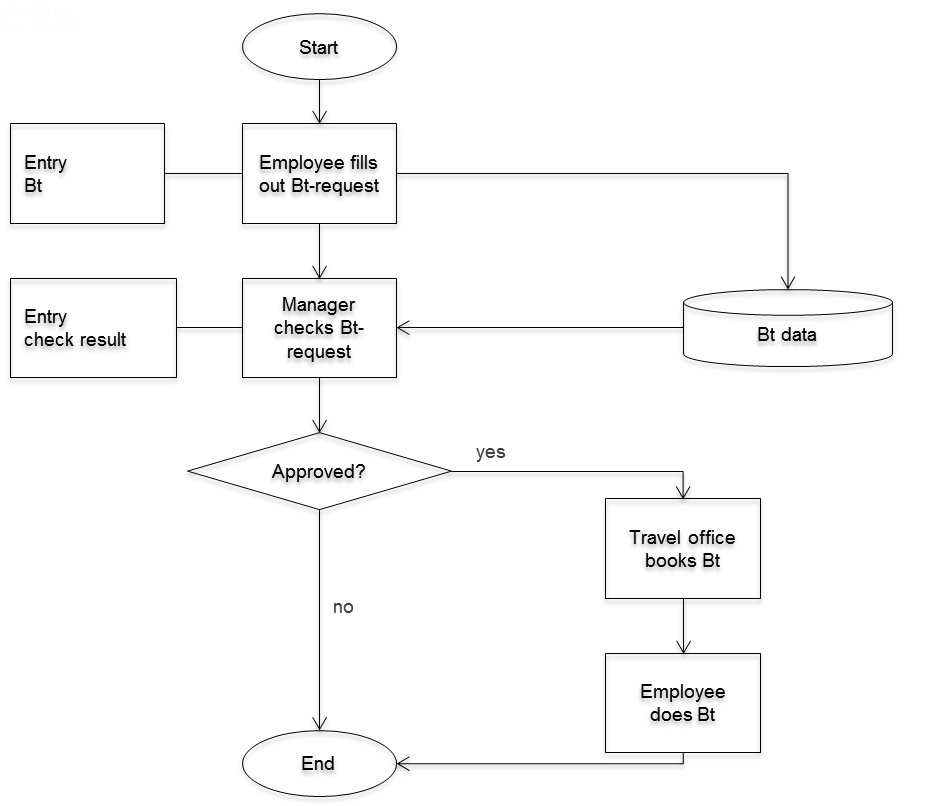 Start
Entry
Bt
Employee fills
out Bt-request
Entry
check result
Manager
checks Bt-
request
Bt data
Approved?
yes
Travel office
books Bt
no
Employee
does Bt
End